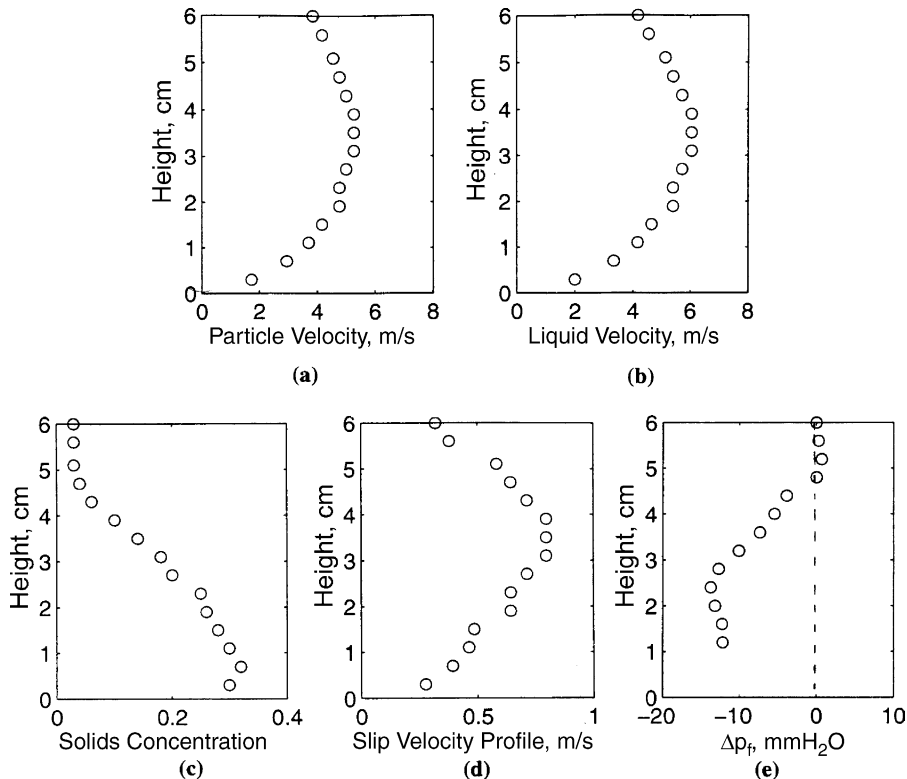 6
5
4
3
2
1
0
Height, cm
0 2 4 6 8
Particle Velocity, m/s
(a)
6
5
4
3
2
1
0
Height, cm
0 2 4 6 8
Liquid Velocity, m/s
(b)
6
5
4
3
2
1
0
Height, cm
0 0.2 0.4
Solids Concentration
(c)
6
5
4
3
2
1
0
Height, cm
0 0.5 1
Slip Velocity Profile, m/s
(d)
6
5
4
3
2
1
0
Height, cm
−20 −10 0 10
Δp_f, mmH₂O
(e)